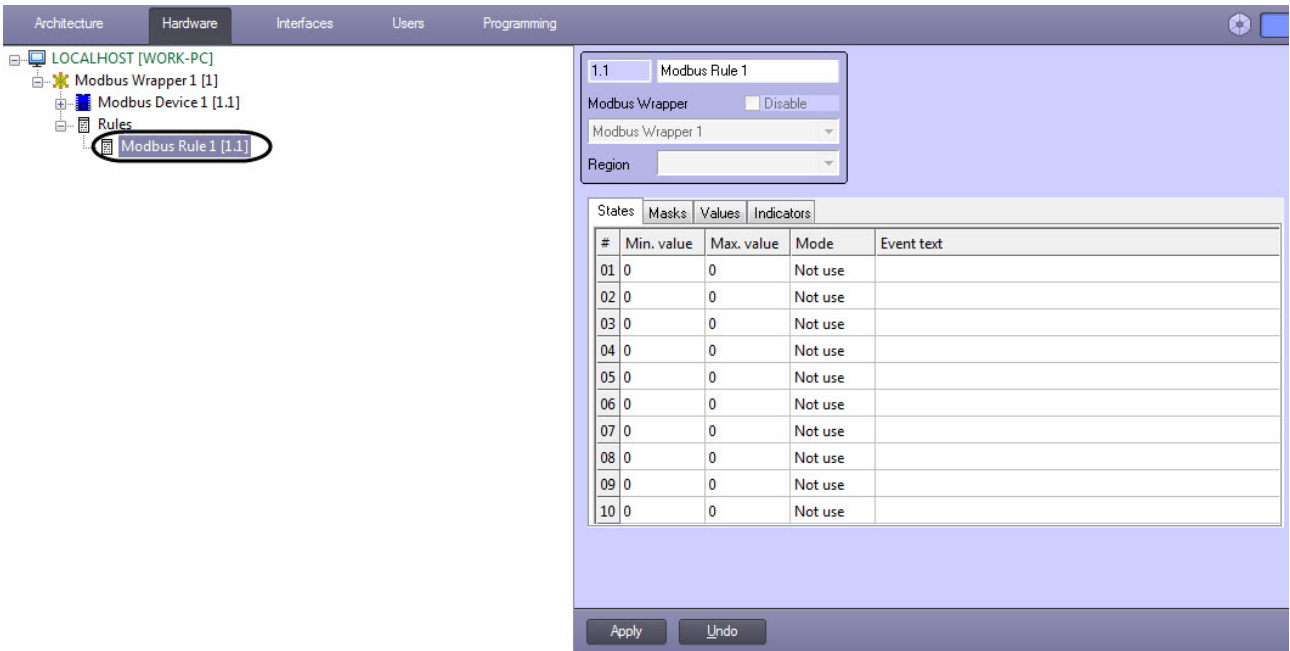 Architecture Hardware Interfaces Users Programming
LOCALHOST [WORK-PC]
Modbus Wrapper 1 [1]
Modbus Device 1 [1.1]
Rules
Modbus Rule 1 [1.1]
1.1 Modbus Rule 1
Modbus Wrapper Disable
Modbus Wrapper 1
Region
States Masks Values Indicators
# Min. value Max. value Mode Event text
01 0 0 Not use
02 0 0 Not use
03 0 0 Not use
04 0 0 Not use
05 0 0 Not use
06 0 0 Not use
07 0 0 Not use
08 0 0 Not use
09 0 0 Not use
10 0 0 Not use
Apply Undo